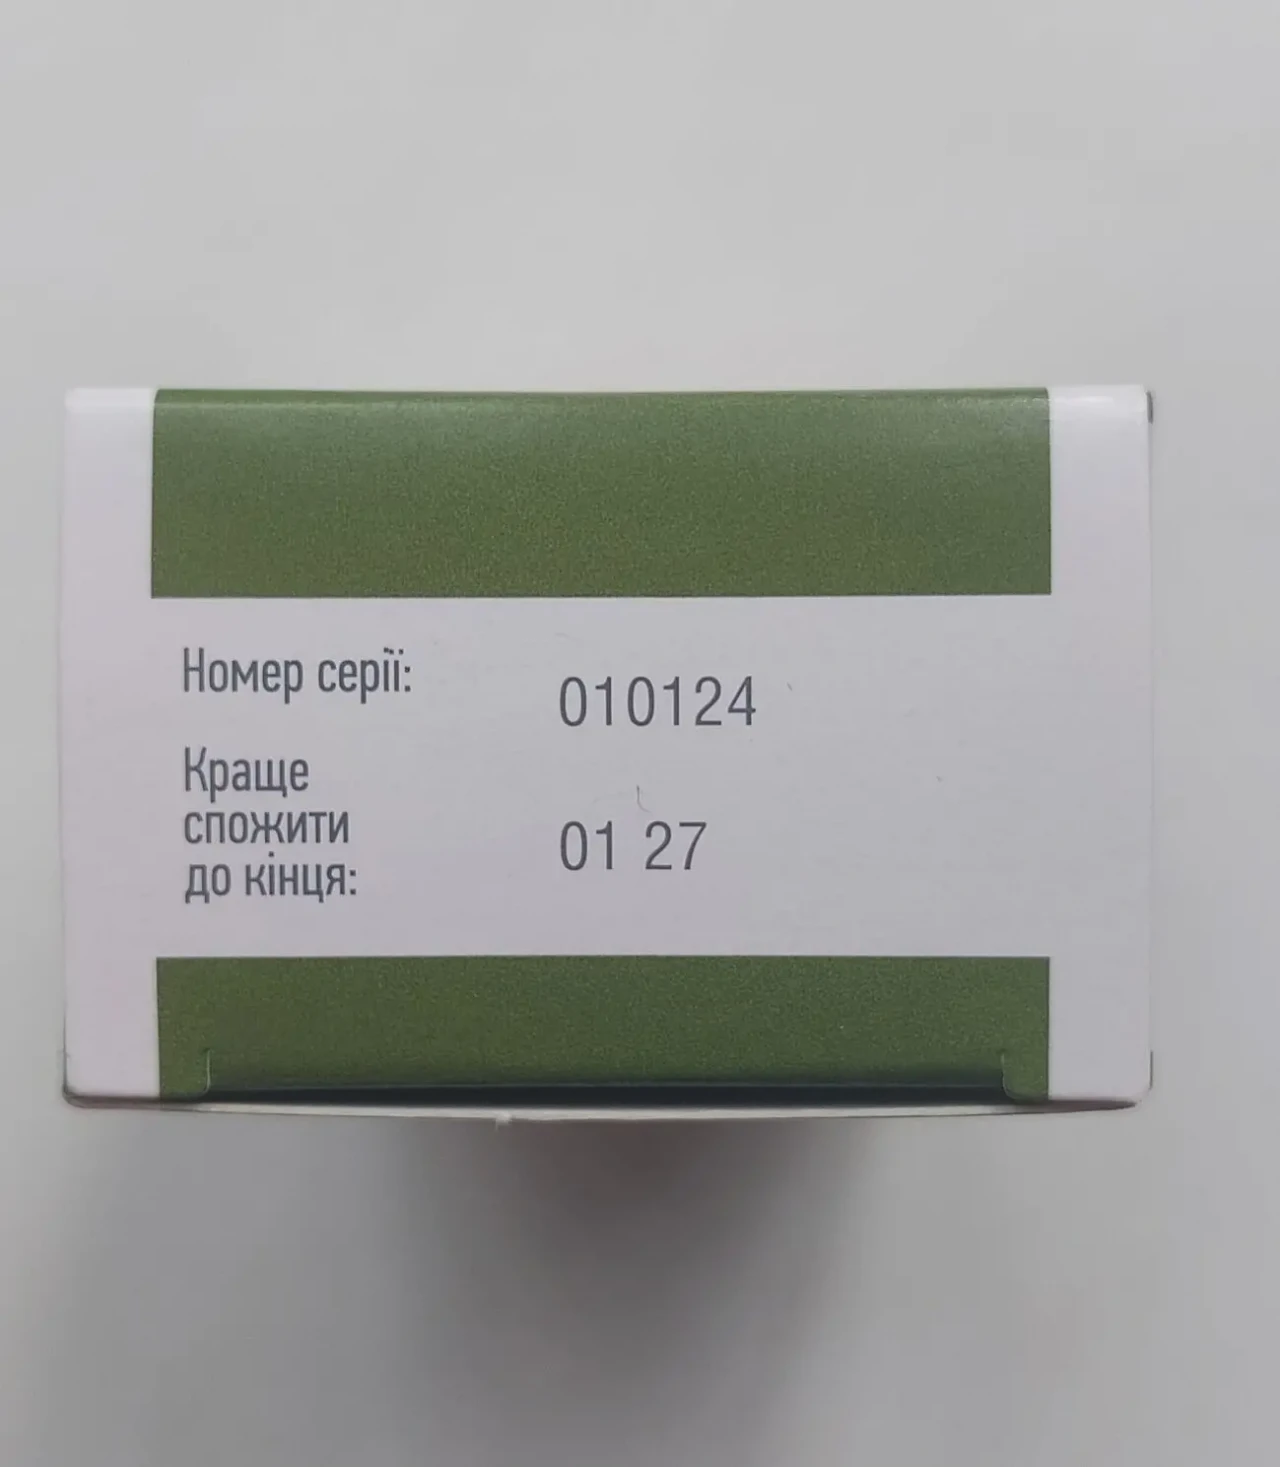 Номер серії:
010124
Краще
спожити
до кінця:
01 27